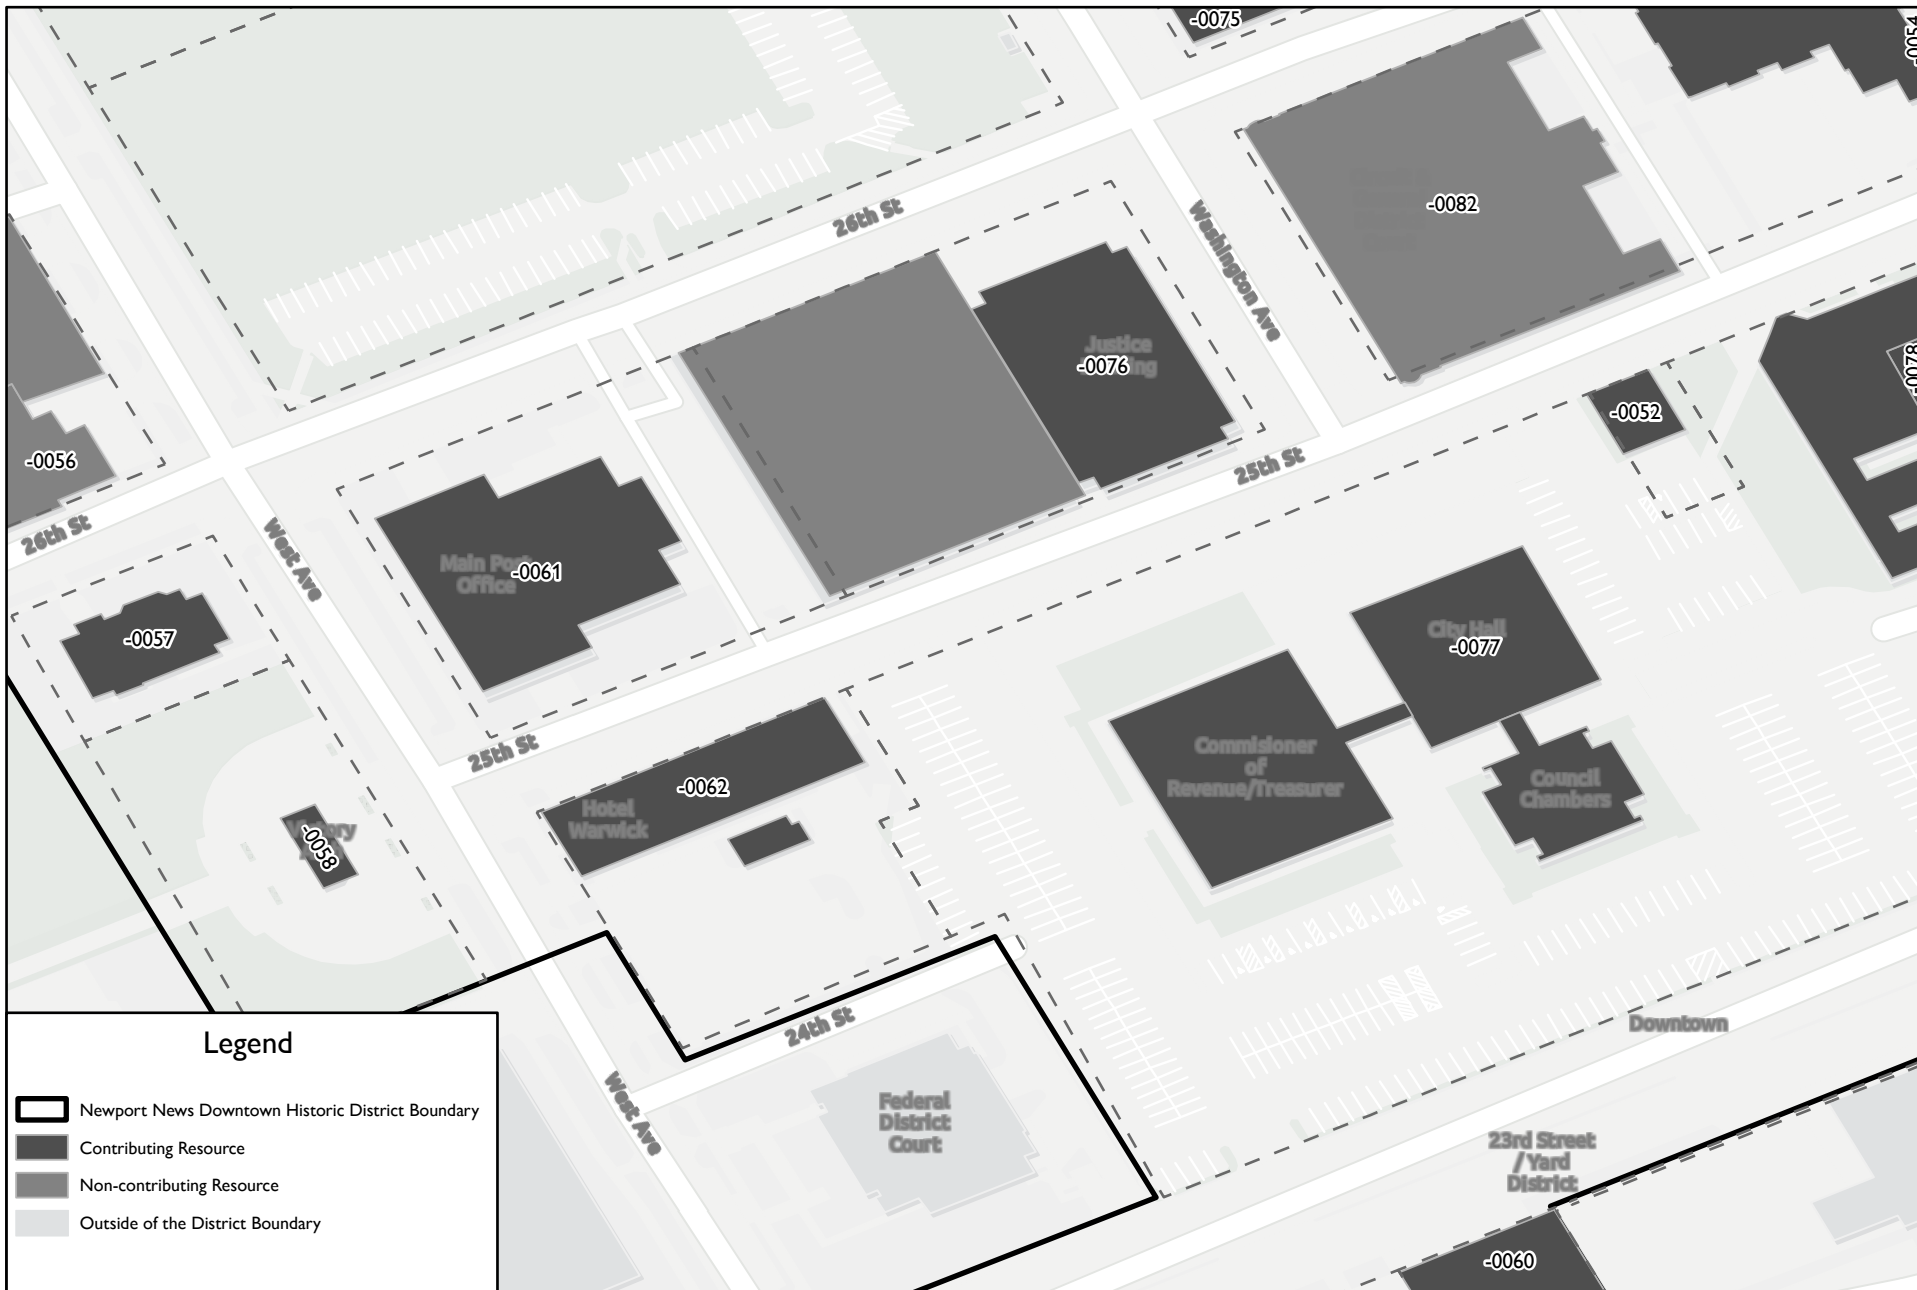 -0075
-0054
-0082
26th St
Washington Ave
Justice
-0076
-0078
-0052
25th St
-0056
26th St
West Ave
Main
Office
-0061
-0057
City Hall
-0077
25th St
-0062
Hotel
Warwick
Commisioner
of
Revenue/Treasurer
Council
Chambers
-0058
24th St
Downtown
West Ave
Federal
District
Court
23rd Street
/ Yard
District
-0060
Legend
Newport News Downtown Historic District Boundary
Contributing Resource
Non-contributing Resource
Outside of the District Boundary